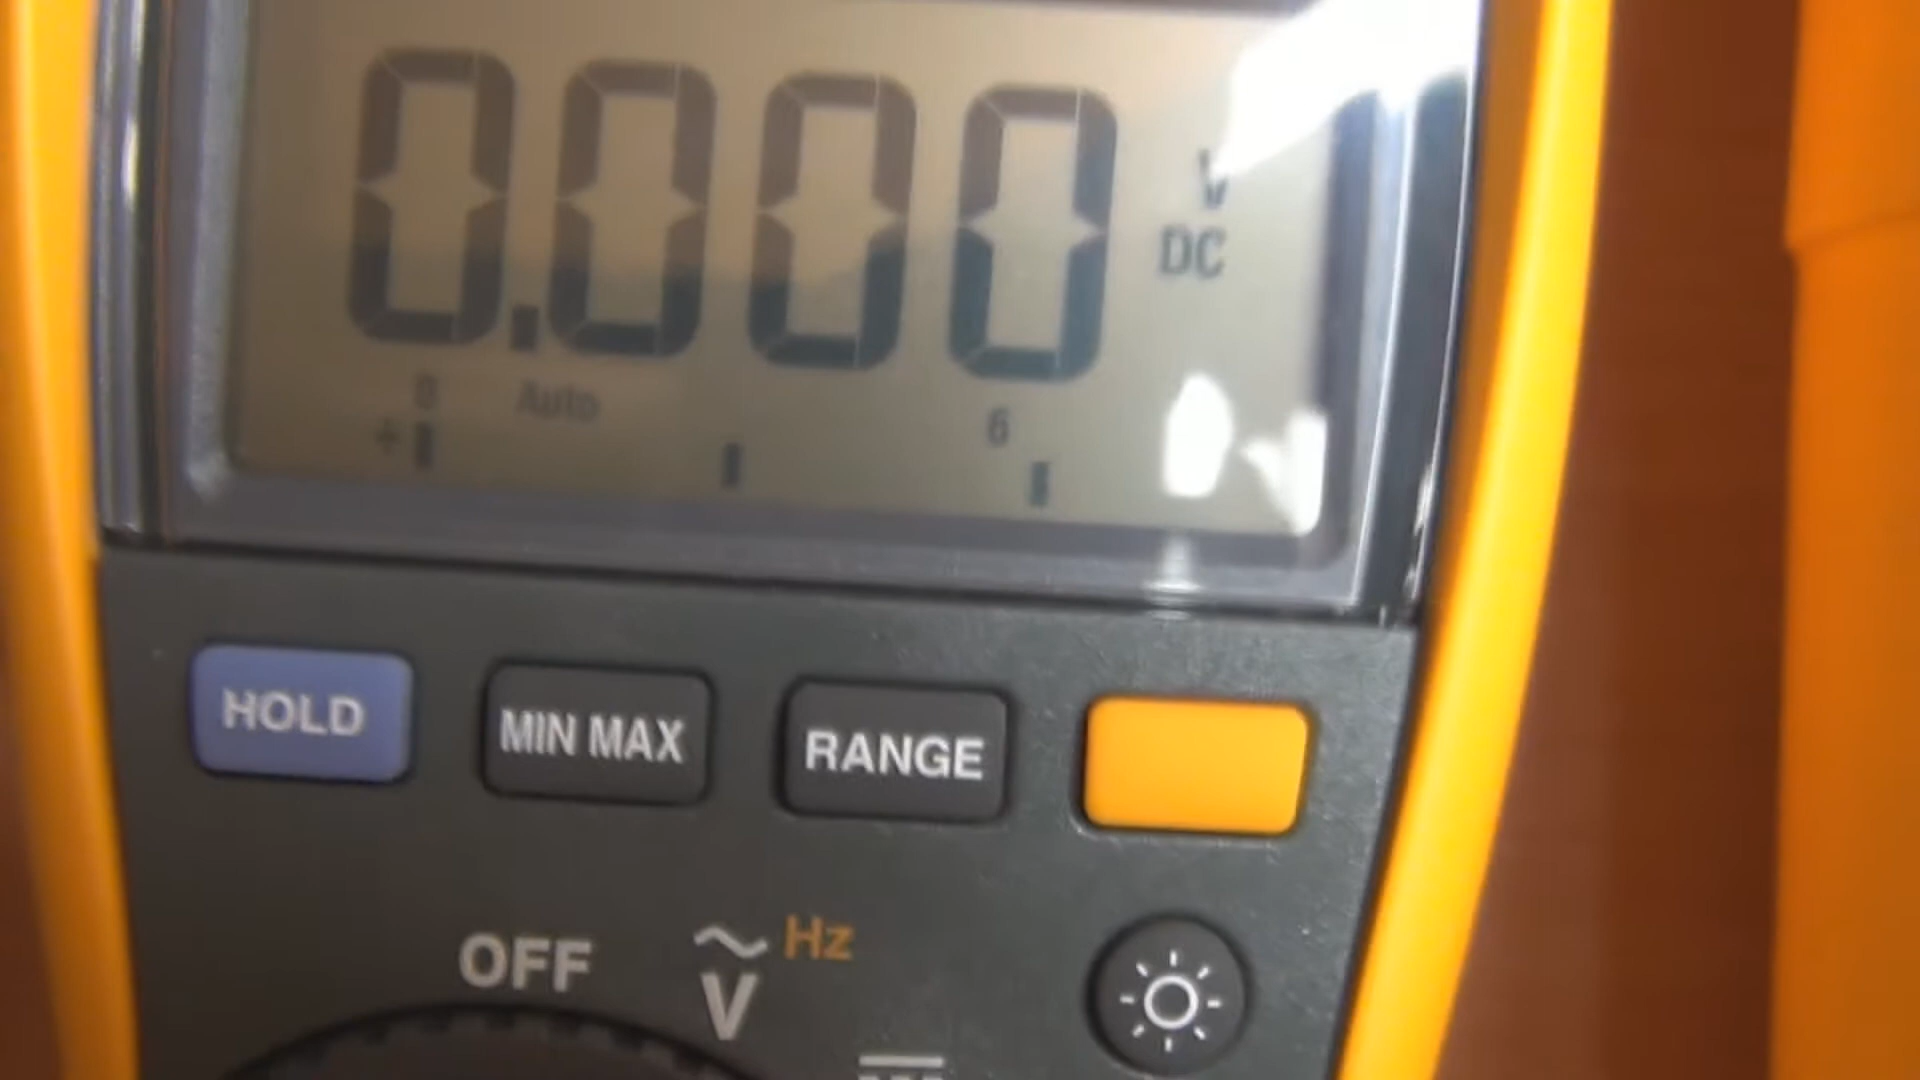 0.000
V
DC
0 Auto 6
+
HOLD MIN MAX RANGE
OFF V Hz